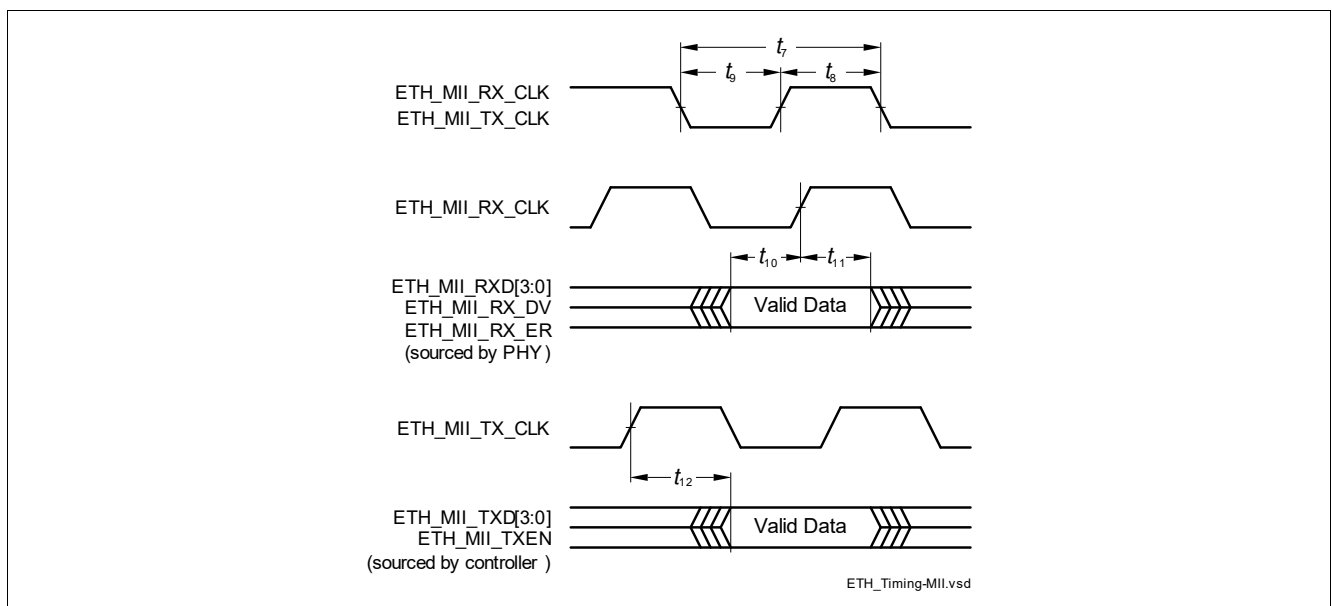 t7
t9 t8
ETH_MII_RX_CLK
ETH_MII_TX_CLK
ETH_MII_RX_CLK
t10 t11
ETH_MII_RXD[3:0]
ETH_MII_RX_DV
Valid Data
ETH_MII_RX_ER
(sourced by PHY )
ETH_MII_TX_CLK
t12
ETH_MII_TXD[3:0]
Valid Data
ETH_MII_TXEN
(sourced by controller )
ETH_Timing-MII.vsd